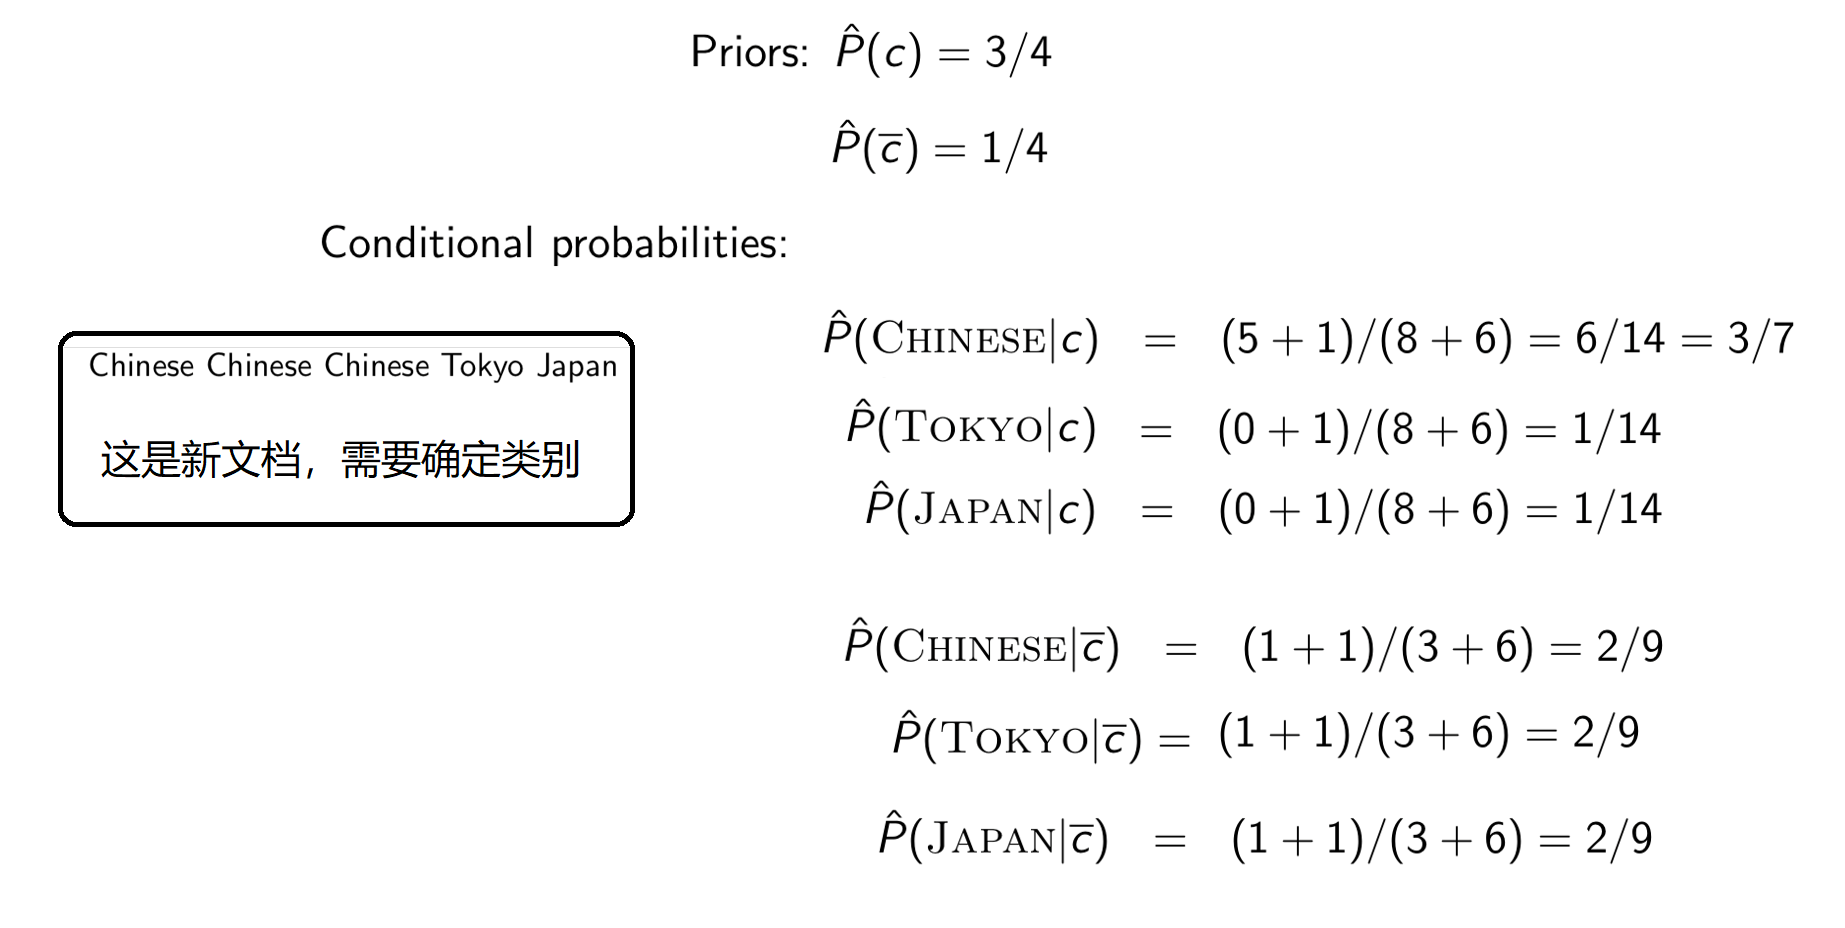 Priors: P̂(c) = 3/4
P̂(c̅) = 1/4
Conditional probabilities:
Chinese Chinese Chinese Tokyo Japan
这是新文档，需要确定类别
P̂(CHINESE|c) = (5 + 1)/(8 + 6) = 6/14 = 3/7
P̂(TOKYO|c) = (0 + 1)/(8 + 6) = 1/14
P̂(JAPAN|c) = (0 + 1)/(8 + 6) = 1/14
P̂(CHINESE|c̅) = (1 + 1)/(3 + 6) = 2/9
P̂(TOKYO|c̅) = (1 + 1)/(3 + 6) = 2/9
P̂(JAPAN|c̅) = (1 + 1)/(3 + 6) = 2/9